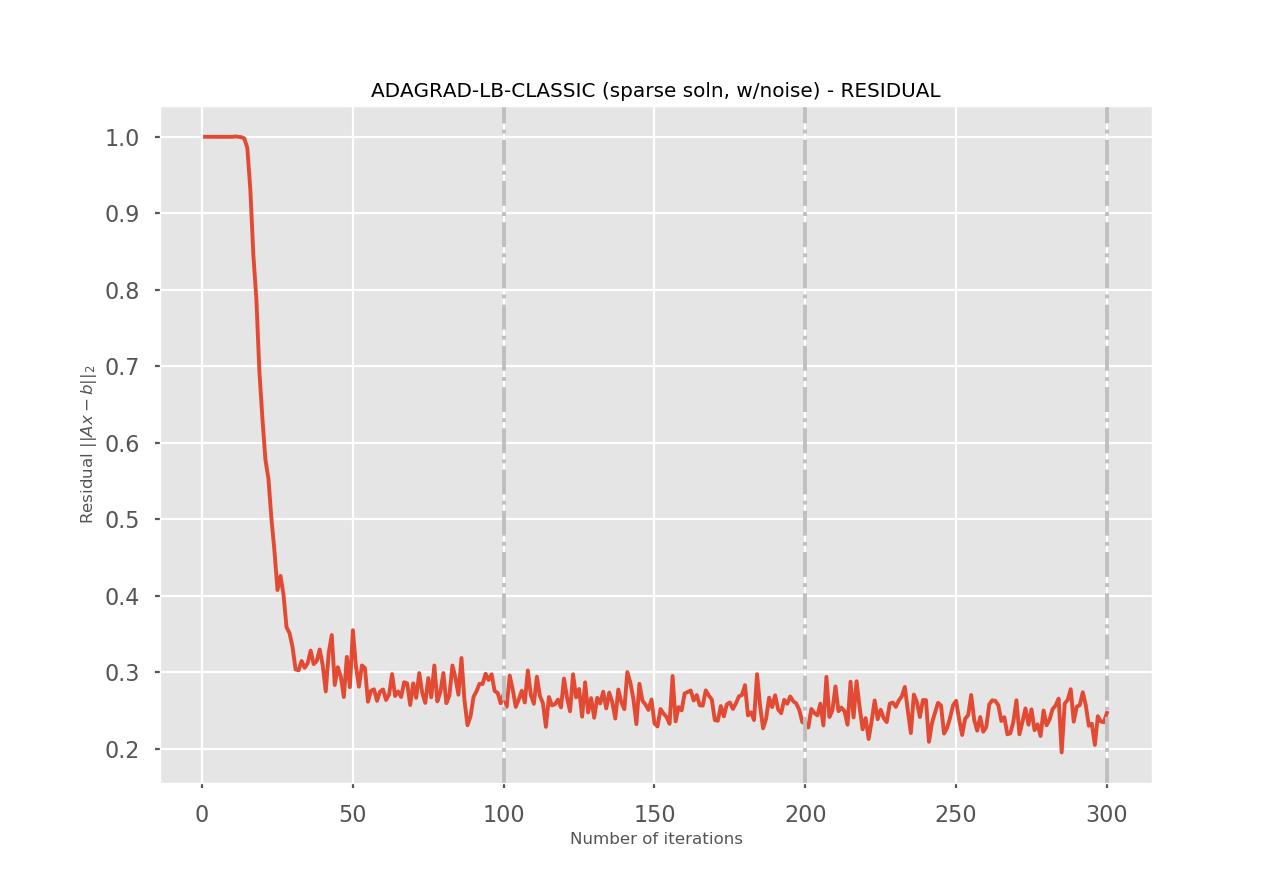 ADAGRAD-LB-CLASSIC (sparse soln, w/noise) - RESIDUAL
Residual ||Ax − b||₂
1.0
0.9
0.8
0.7
0.6
0.5
0.4
0.3
0.2
0 50 100 150 200 250 300
Number of iterations